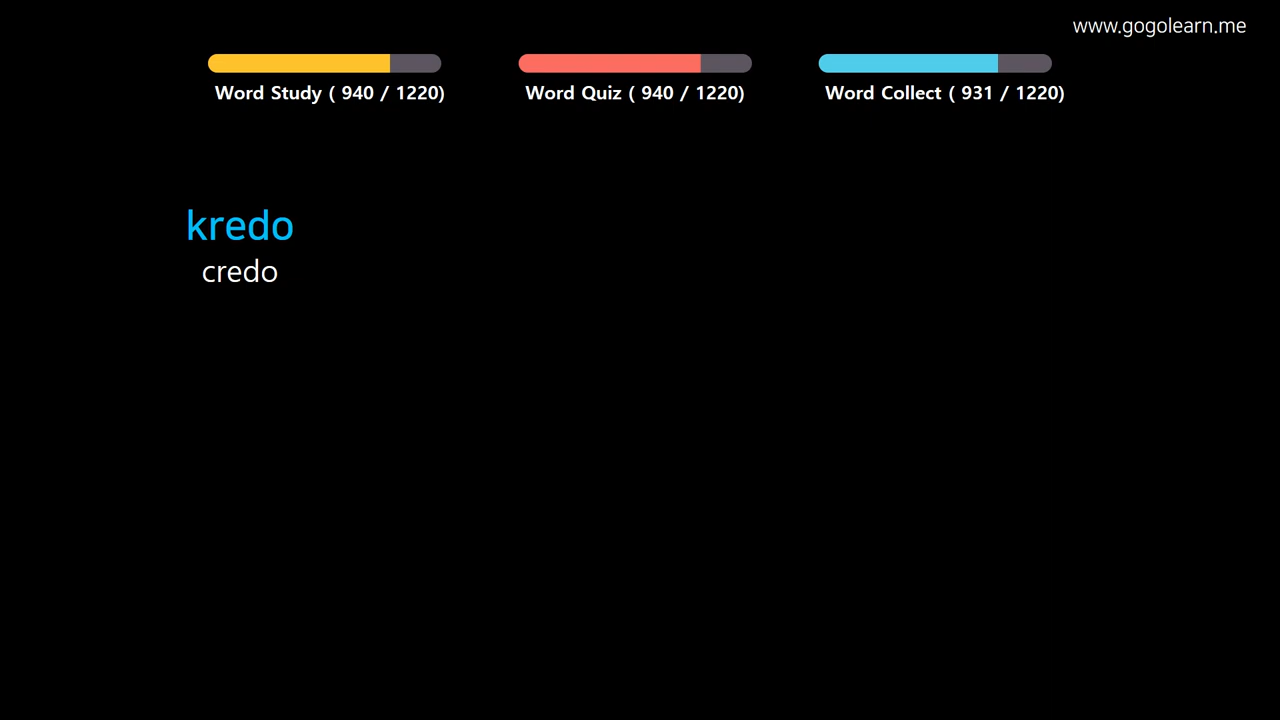 www.gogolearn.me
Word Study ( 940 / 1220)
Word Quiz ( 940 / 1220)
Word Collect ( 931 / 1220)
kredo
credo